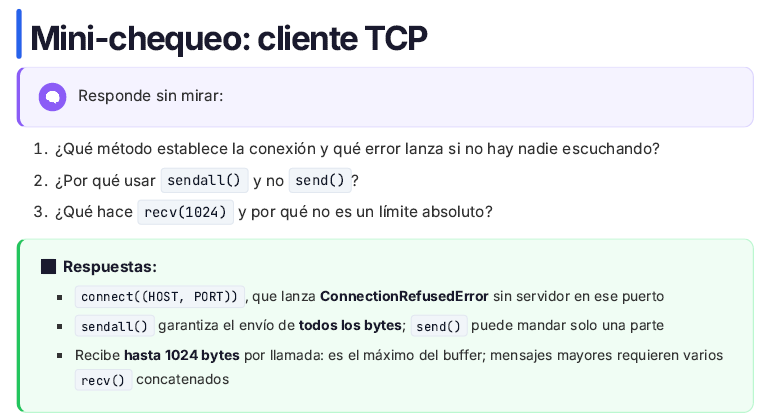 Mini-chequeo: cliente TCP
Responde sin mirar:
1. ¿Qué método establece la conexión y qué error lanza si no hay nadie escuchando?
2. ¿Por qué usar sendall() y no send()?
3. ¿Qué hace recv(1024) y por qué no es un límite absoluto?
Respuestas:
▪ connect((HOST, PORT)), que lanza ConnectionRefusedError sin servidor en ese puerto
▪ sendall() garantiza el envío de todos los bytes; send() puede mandar solo una parte
▪ Recibe hasta 1024 bytes por llamada: es el máximo del buffer; mensajes mayores requieren varios
recv() concatenados